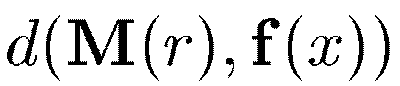 d(𝐌(r), 𝐟(x))